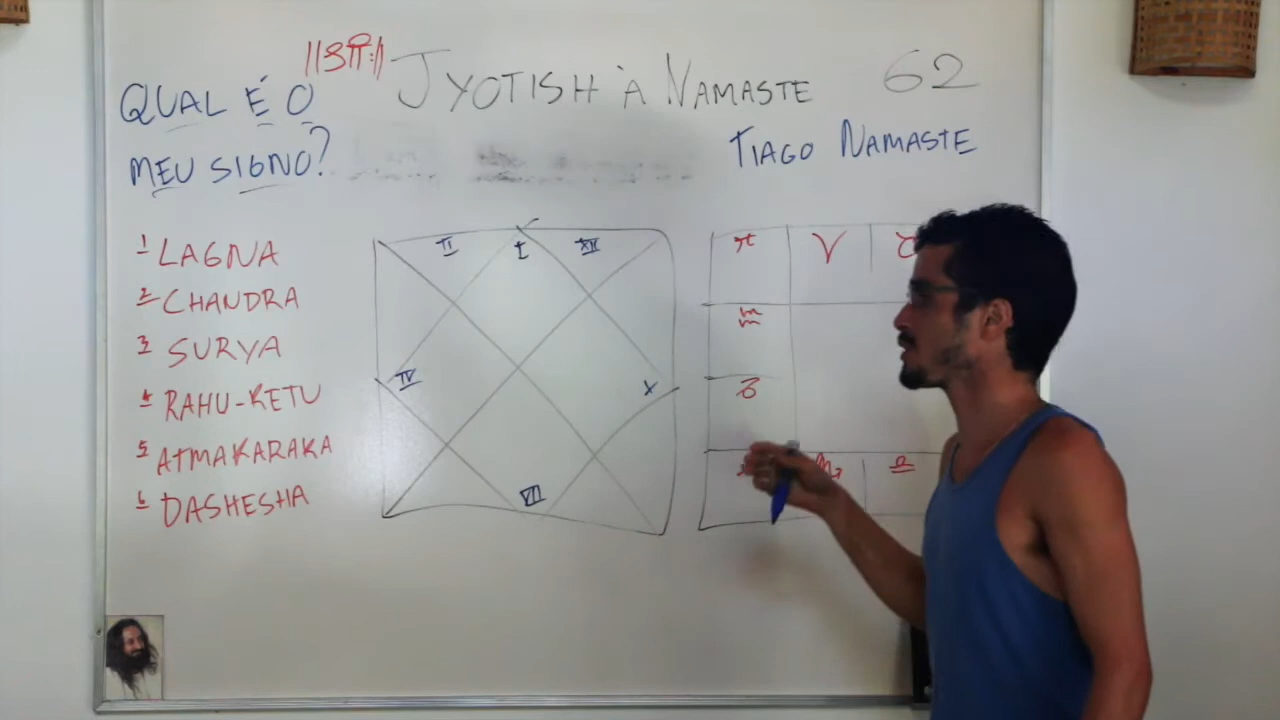 JYOTISH À NAMASTE 62
QUAL É O
MEU SIGNO?
TIAGO NAMASTE
1 LAGNA
2 CHANDRA
3 SURYA
4 RAHU-KETU
5 ATMAKARAKA
6 DASHESHA
II I XII
IV X
VII
♓ ♈ ♉
♒
♑
♏ ♎